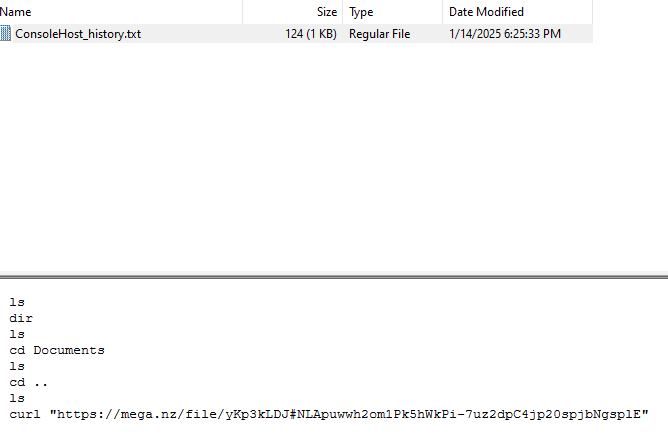 Name Size Type Date Modified
ConsoleHost_history.txt 124 (1 KB) Regular File 1/14/2025 6:25:33 PM
ls
dir
ls
cd Documents
ls
cd ..
ls
curl "https://mega.nz/file/yKp3kLDJ#NLApuwwh2om1Pk5hWkPi-7uz2dpC4jp20spjbNgsplE"